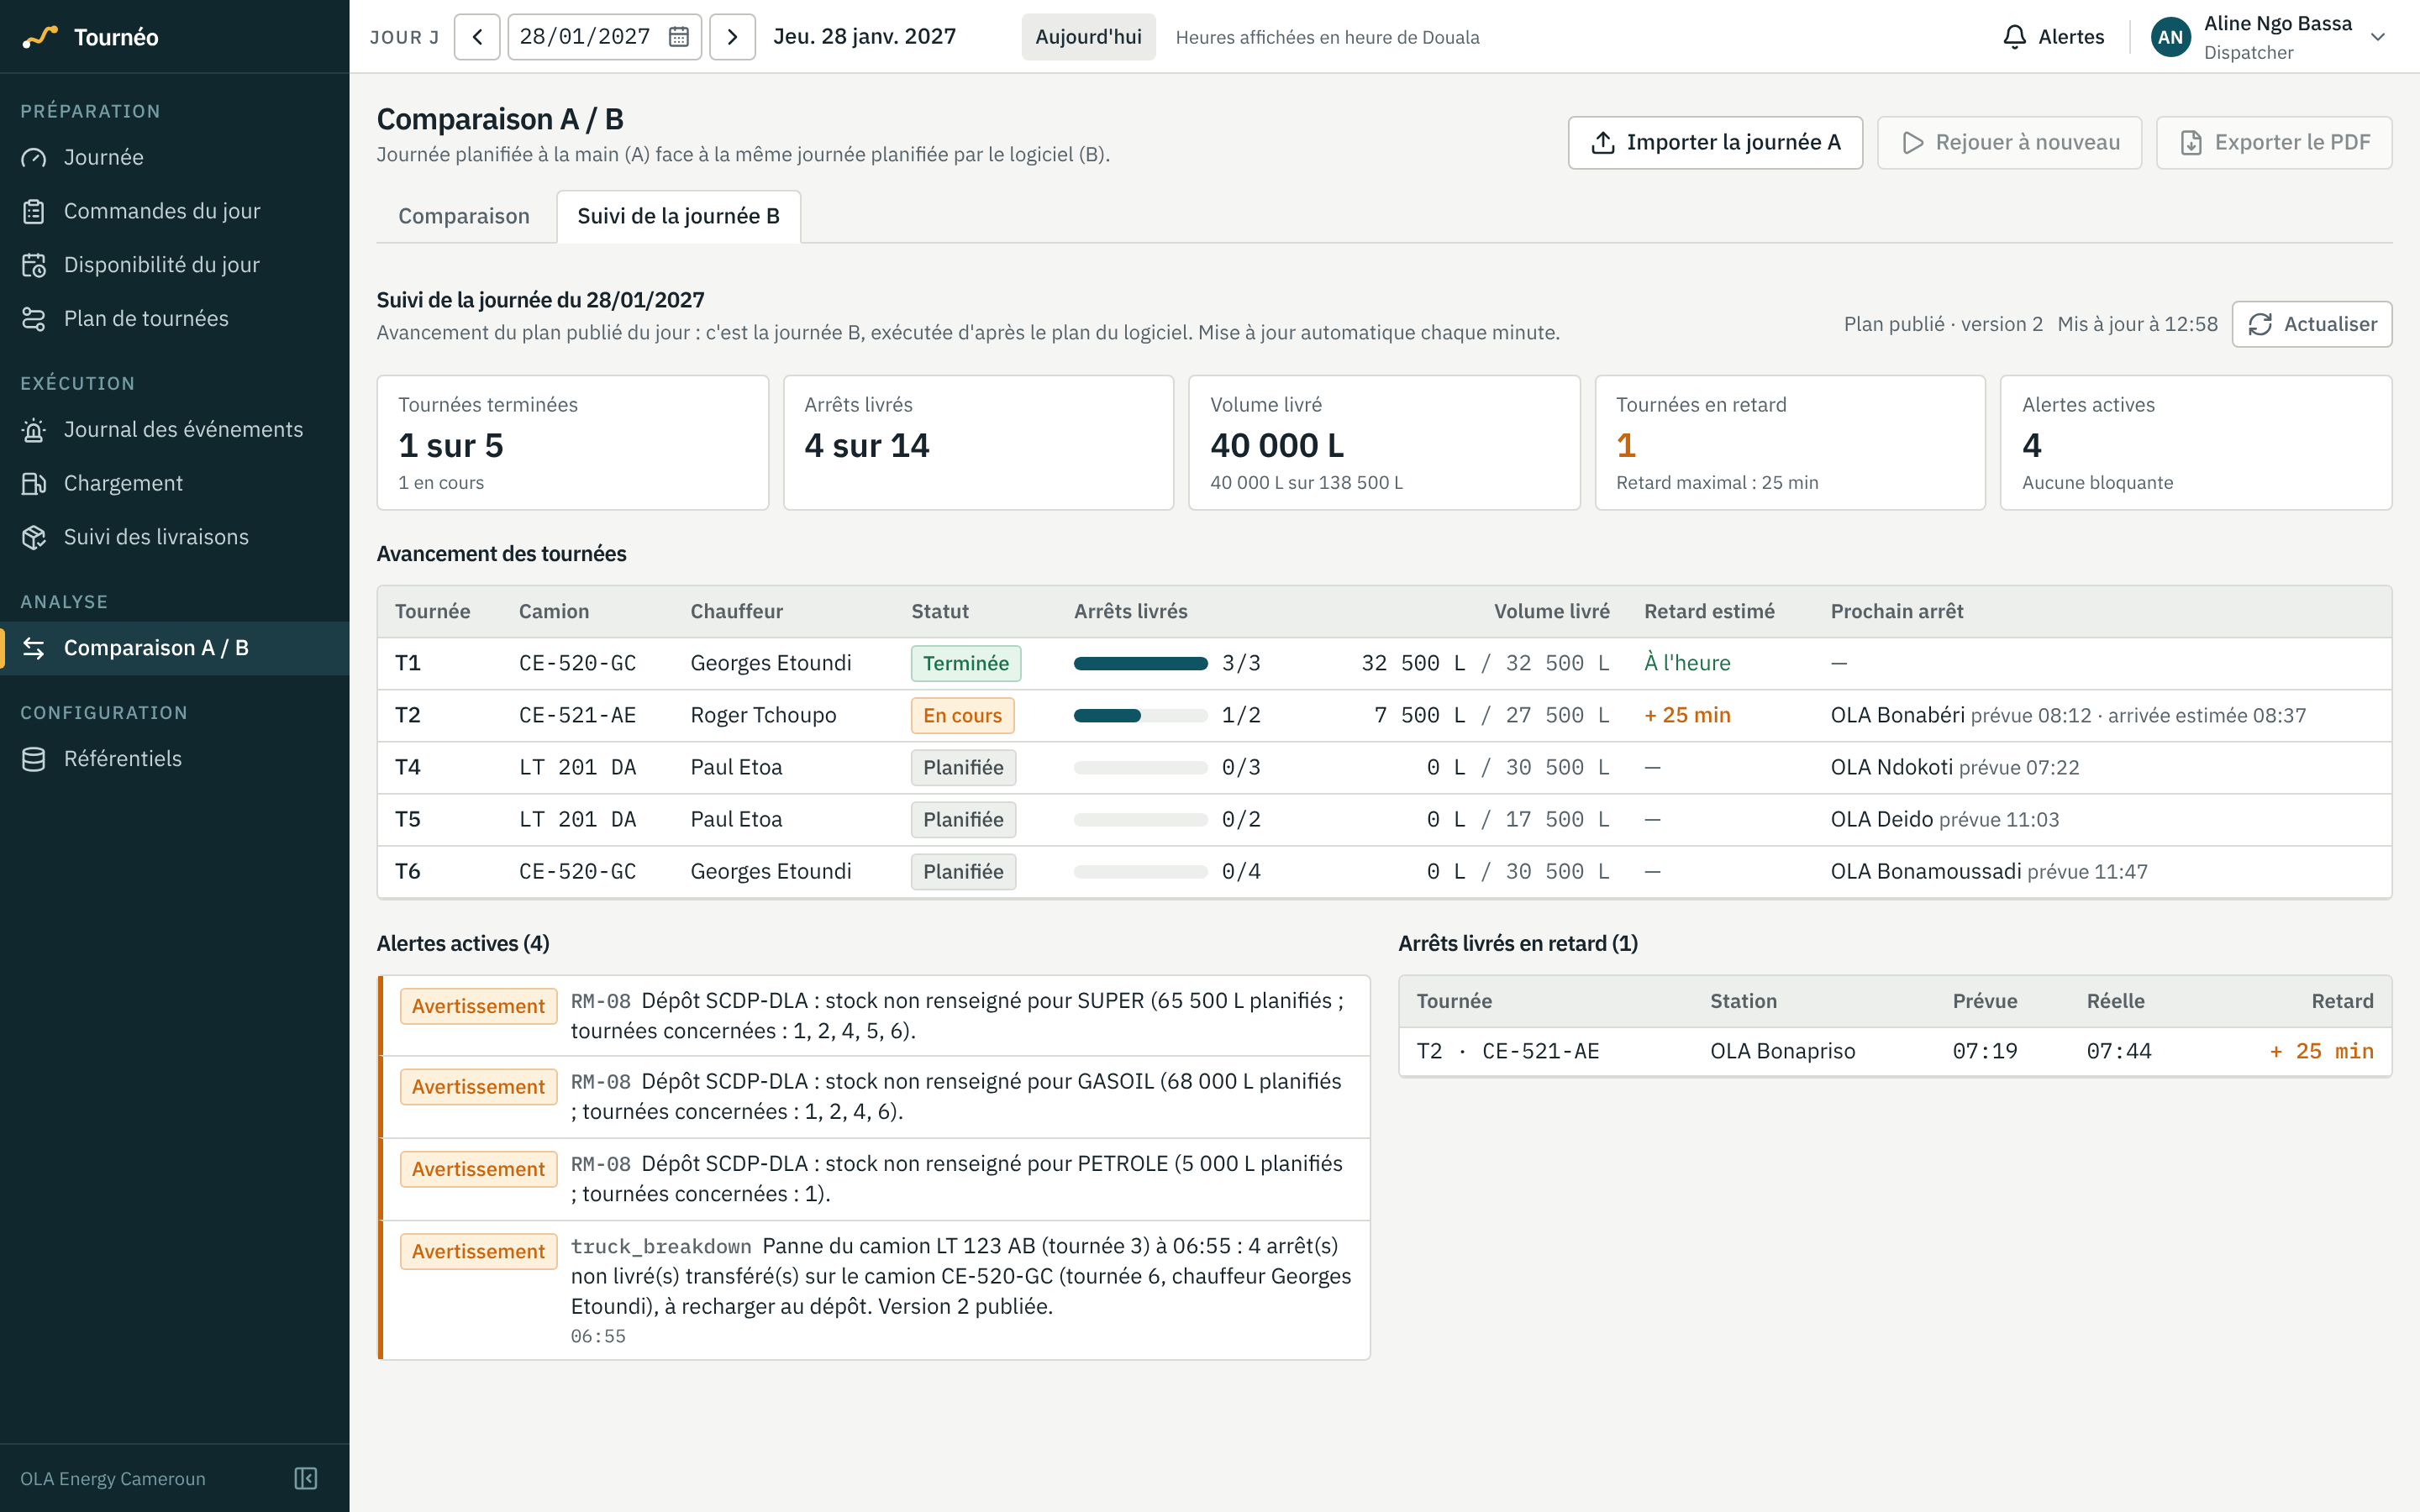 Tournéo
JOUR J
28/01/2027
Jeu. 28 janv. 2027
Aujourd'hui
Heures affichées en heure de Douala
Alertes
AN
Aline Ngo Bassa
Dispatcher
PRÉPARATION
Journée
Commandes du jour
Disponibilité du jour
Plan de tournées
EXÉCUTION
Journal des événements
Chargement
Suivi des livraisons
ANALYSE
Comparaison A / B
CONFIGURATION
Référentiels
OLA Energy Cameroun
Comparaison A / B
Journée planifiée à la main (A) face à la même journée planifiée par le logiciel (B).
Importer la journée A
Rejouer à nouveau
Exporter le PDF
Comparaison
Suivi de la journée B
Suivi de la journée du 28/01/2027
Avancement du plan publié du jour : c'est la journée B, exécutée d'après le plan du logiciel. Mise à jour automatique chaque minute.
Plan publié · version 2 Mis à jour à 12:58
Actualiser
Tournées terminées
1 sur 5
1 en cours
Arrêts livrés
4 sur 14
Volume livré
40 000 L
40 000 L sur 138 500 L
Tournées en retard
1
Retard maximal : 25 min
Alertes actives
4
Aucune bloquante
Avancement des tournées
Tournée Camion Chauffeur Statut Arrêts livrés Volume livré Retard estimé Prochain arrêt
T1 CE-520-GC Georges Etoundi Terminée 3/3 32 500 L / 32 500 L À l'heure —
T2 CE-521-AE Roger Tchoupo En cours 1/2 7 500 L / 27 500 L + 25 min OLA Bonabéri prévue 08:12 · arrivée estimée 08:37
T4 LT 201 DA Paul Etoa Planifiée 0/3 0 L / 30 500 L — OLA Ndokoti prévue 07:22
T5 LT 201 DA Paul Etoa Planifiée 0/2 0 L / 17 500 L — OLA Deido prévue 11:03
T6 CE-520-GC Georges Etoundi Planifiée 0/4 0 L / 30 500 L — OLA Bonamoussadi prévue 11:47
Alertes actives (4)
Avertissement RM-08 Dépôt SCDP-DLA : stock non renseigné pour SUPER (65 500 L planifiés ;
tournées concernées : 1, 2, 4, 5, 6).
Avertissement RM-08 Dépôt SCDP-DLA : stock non renseigné pour GASOIL (68 000 L planifiés
; tournées concernées : 1, 2, 4, 6).
Avertissement RM-08 Dépôt SCDP-DLA : stock non renseigné pour PETROLE (5 000 L planifiés
; tournées concernées : 1).
Avertissement truck_breakdown Panne du camion LT 123 AB (tournée 3) à 06:55 : 4 arrêt(s)
non livré(s) transféré(s) sur le camion CE-520-GC (tournée 6, chauffeur Georges
Etoundi), à recharger au dépôt. Version 2 publiée.
06:55
Arrêts livrés en retard (1)
Tournée Station Prévue Réelle Retard
T2 · CE-521-AE OLA Bonapriso 07:19 07:44 + 25 min